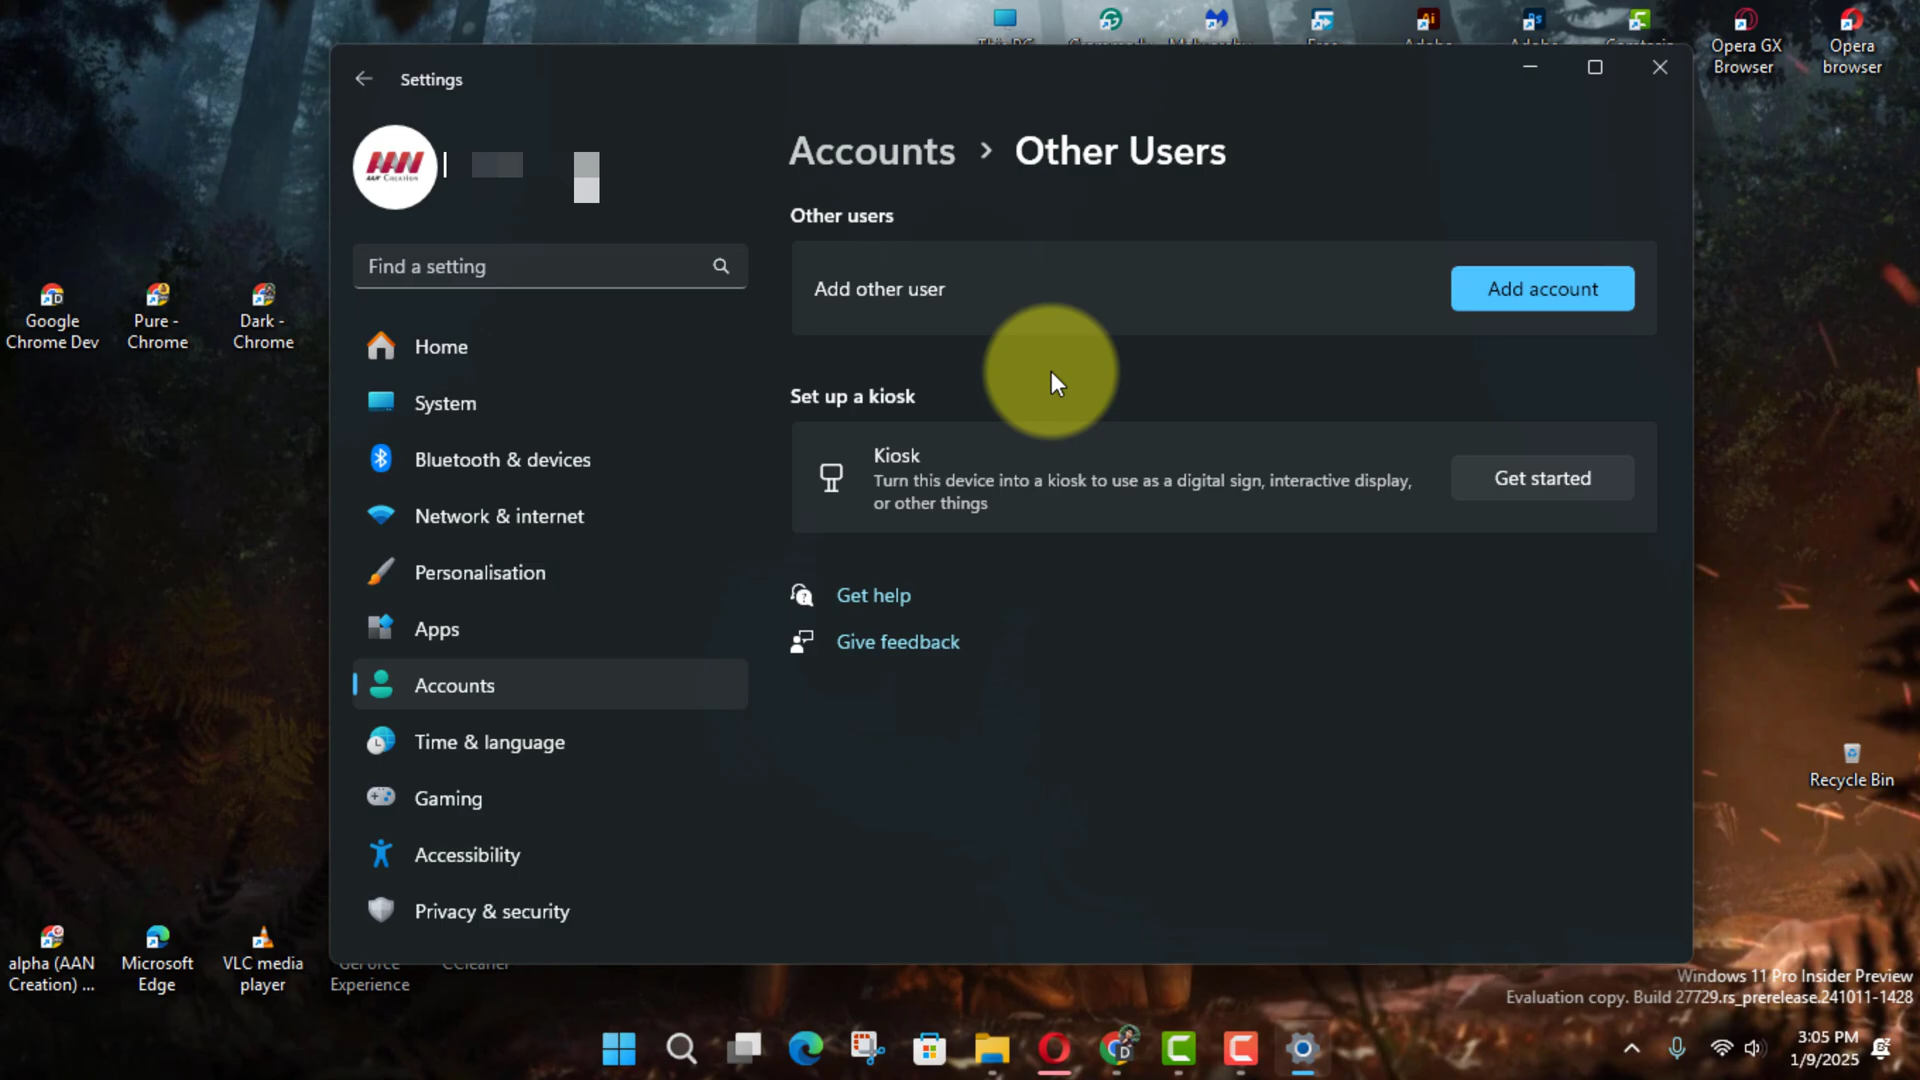 Opera GX
Browser
Opera
browser
Settings
AAN
Creation
Find a setting
Home
System
Bluetooth & devices
Network & internet
Personalisation
Apps
Accounts
Time & language
Gaming
Accessibility
Privacy & security
Accounts > Other Users
Other users
Add other user
Add account
Set up a kiosk
Kiosk
Turn this device into a kiosk to use as a digital sign, interactive display,
or other things
Get started
Get help
Give feedback
Google
Chrome Dev
Pure -
Chrome
Dark -
Chrome
Recycle Bin
alpha (AAN
Creation) ...
Microsoft
Edge
VLC media
player
GeForce
Experience
CCleaner
Windows 11 Pro Insider Preview
Evaluation copy. Build 27729.rs_prerelease.241011-1428
3:05 PM
1/9/2025